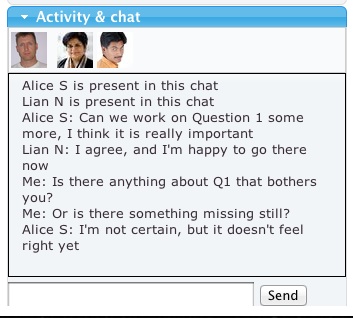 Activity & chat
Alice S is present in this chat
Lian N is present in this chat
Alice S: Can we work on Question 1 some
more, I think it is really important
Lian N: I agree, and I'm happy to go there
now
Me: Is there anything about Q1 that bothers
you?
Me: Or is there something missing still?
Alice S: I'm not certain, but it doesn't feel
right yet
Send